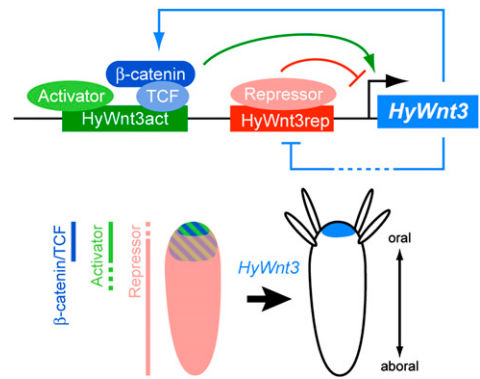 β-catenin
Activator
TCF
Repressor
HyWnt3act
HyWnt3rep
HyWnt3
β-catenin/TCF
Activator
Repressor
HyWnt3
oral
aboral